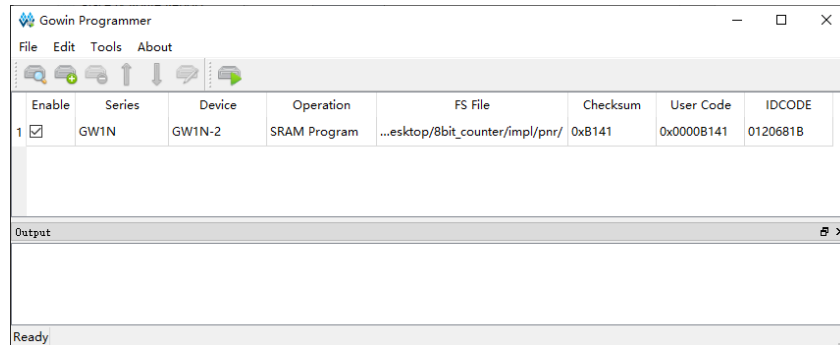 Gowin Programmer
File Edit Tools About
Enable Series Device Operation FS File Checksum User Code IDCODE
1 GW1N GW1N-2 SRAM Program ...esktop/8bit_counter/impl/pnr/ 0xB141 0x0000B141 0120681B
Output
Ready